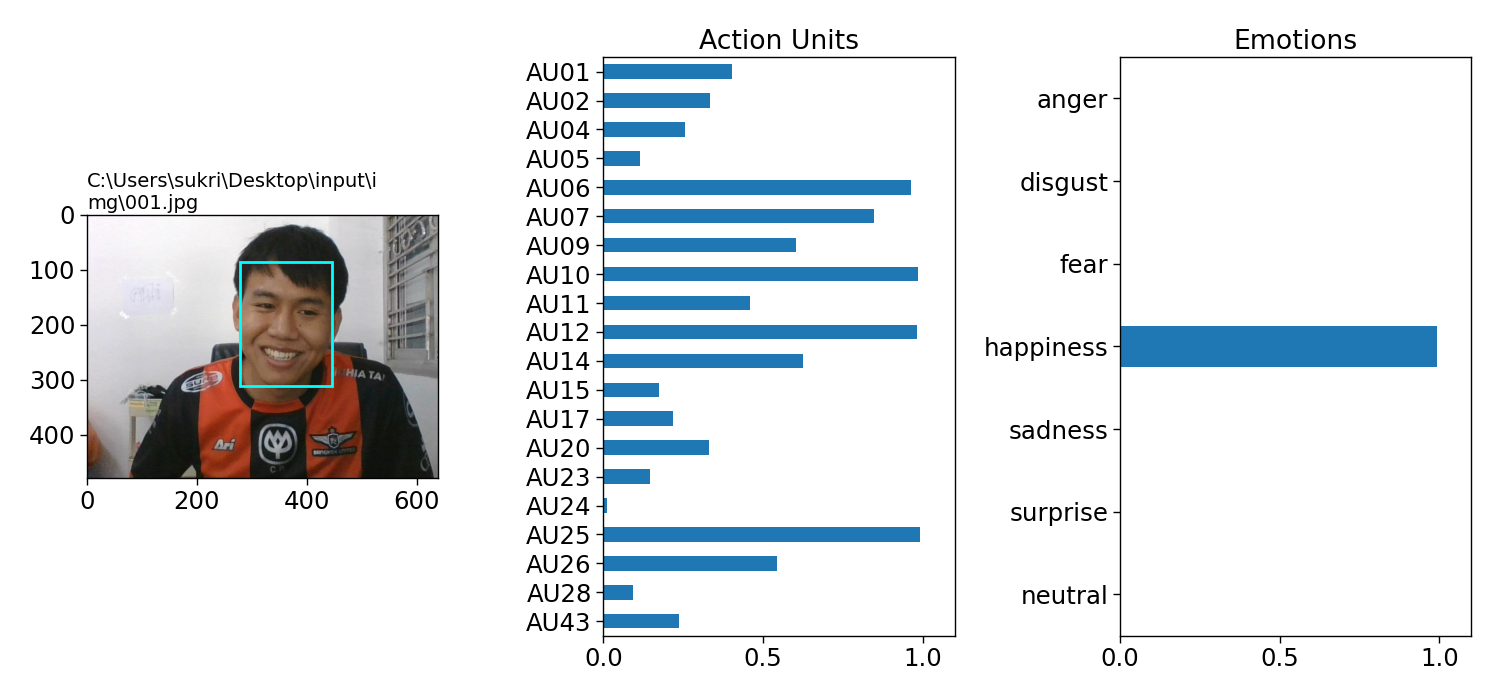 C:\Users\sukri\Desktop\input\i
mg\001.jpg
0
100
200
300
400
0 200 400 600
Ari
C.P.
Action Units
AU01
AU02
AU04
AU05
AU06
AU07
AU09
AU10
AU11
AU12
AU14
AU15
AU17
AU20
AU23
AU24
AU25
AU26
AU28
AU43
0.0 0.5 1.0
Emotions
anger
disgust
fear
happiness
sadness
surprise
neutral
0.0 0.5 1.0